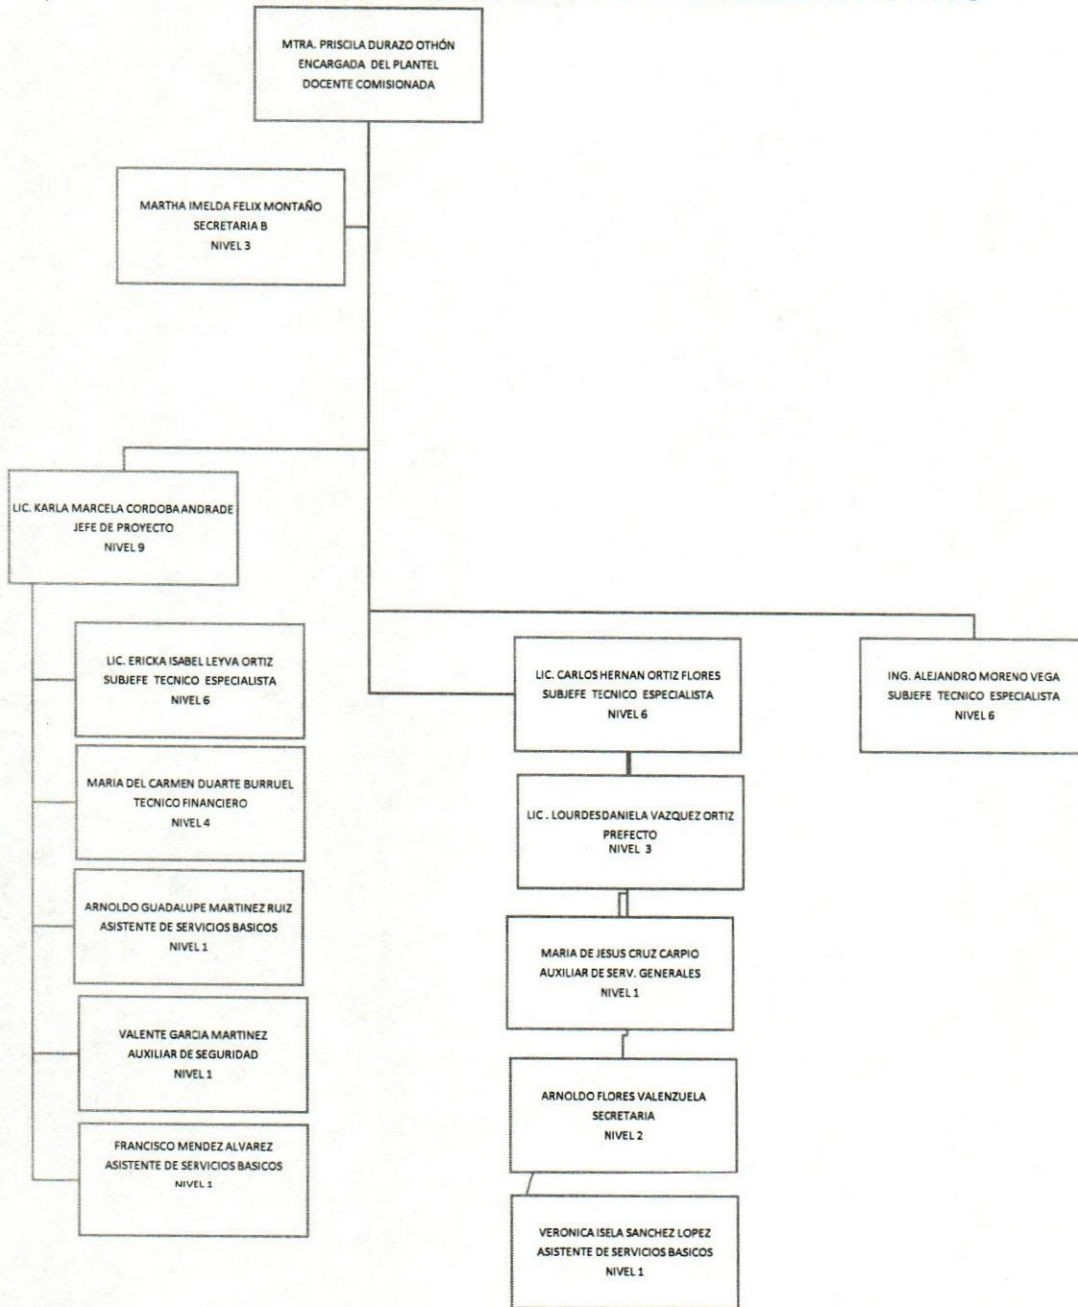 MTRA. PRISCILA DURAZO OTHÓN
ENCARGADA DEL PLANTEL
DOCENTE COMISIONADA
MARTHA IMELDA FELIX MONTAÑO
SECRETARIA B
NIVEL 3
LIC. KARLA MARCELA CORDOBA ANDRADE
JEFE DE PROYECTO
NIVEL 9
LIC. ERICKA ISABEL LEYVA ORTIZ
SUBJEFE TECNICO ESPECIALISTA
NIVEL 6
MARIA DEL CARMEN DUARTE BURRUEL
TECNICO FINANCIERO
NIVEL 4
ARNOLDO GUADALUPE MARTINEZ RUIZ
ASISTENTE DE SERVICIOS BASICOS
NIVEL 1
VALENTE GARCIA MARTINEZ
AUXILIAR DE SEGURIDAD
NIVEL 1
FRANCISCO MENDEZ ALVAREZ
ASISTENTE DE SERVICIOS BASICOS
NIVEL 1
LIC. CARLOS HERNAN ORTIZ FLORES
SUBJEFE TECNICO ESPECIALISTA
NIVEL 6
LIC . LOURDESDANIELA VAZQUEZ ORTIZ
PREFECTO
NIVEL 3
MARIA DE JESUS CRUZ CARPIO
AUXILIAR DE SERV. GENERALES
NIVEL 1
ARNOLDO FLORES VALENZUELA
SECRETARIA
NIVEL 2
VERONICA ISELA SANCHEZ LOPEZ
ASISTENTE DE SERVICIOS BASICOS
NIVEL 1
ING. ALEJANDRO MORENO VEGA
SUBJEFE TECNICO ESPECIALISTA
NIVEL 6